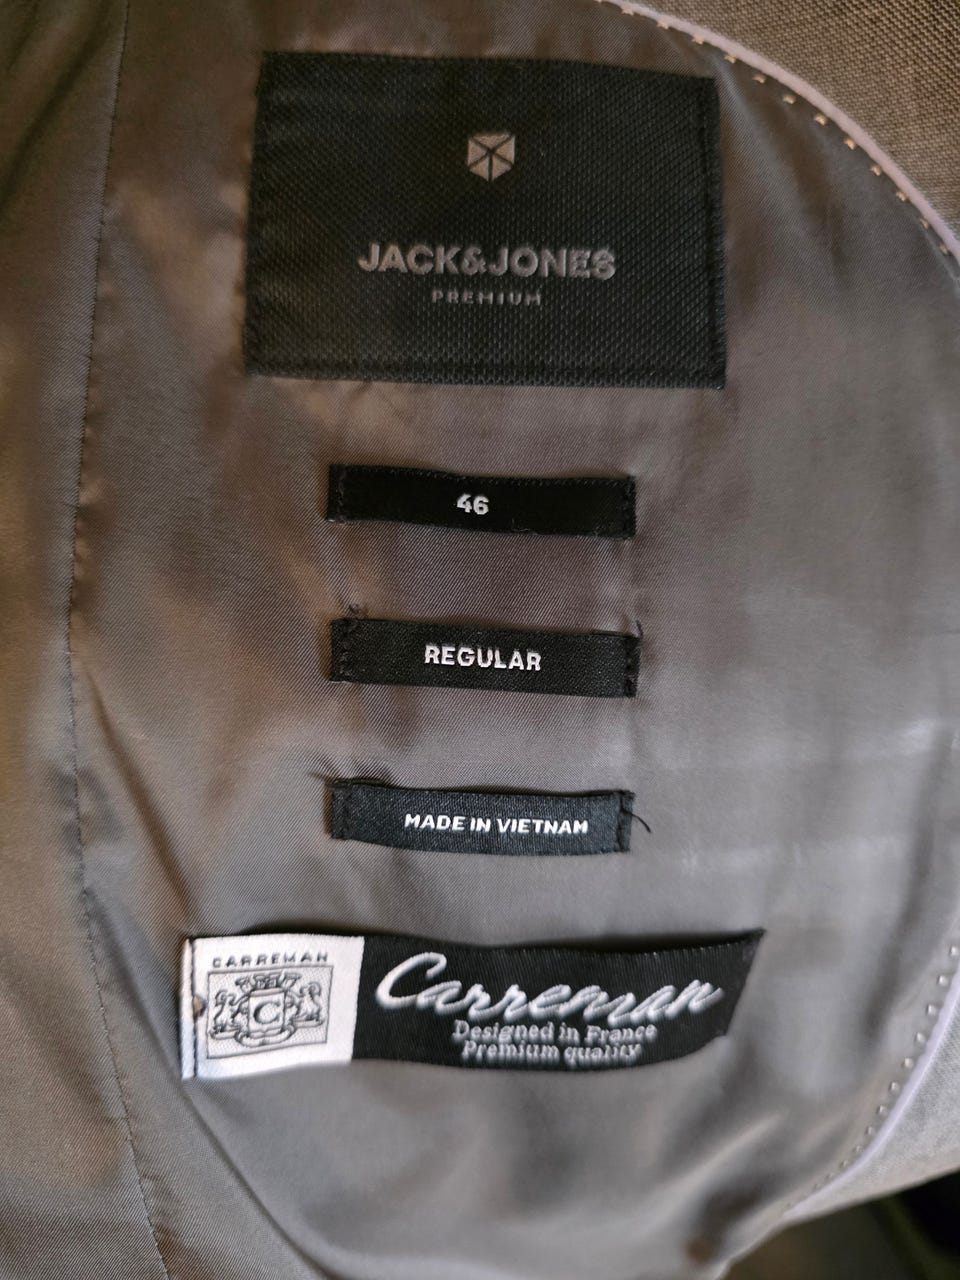 JACK&JONES
PREMIUM
46
REGULAR
MADE IN VIETNAM
CARREMAN
C
Carreman
Designed in France
Premium quality